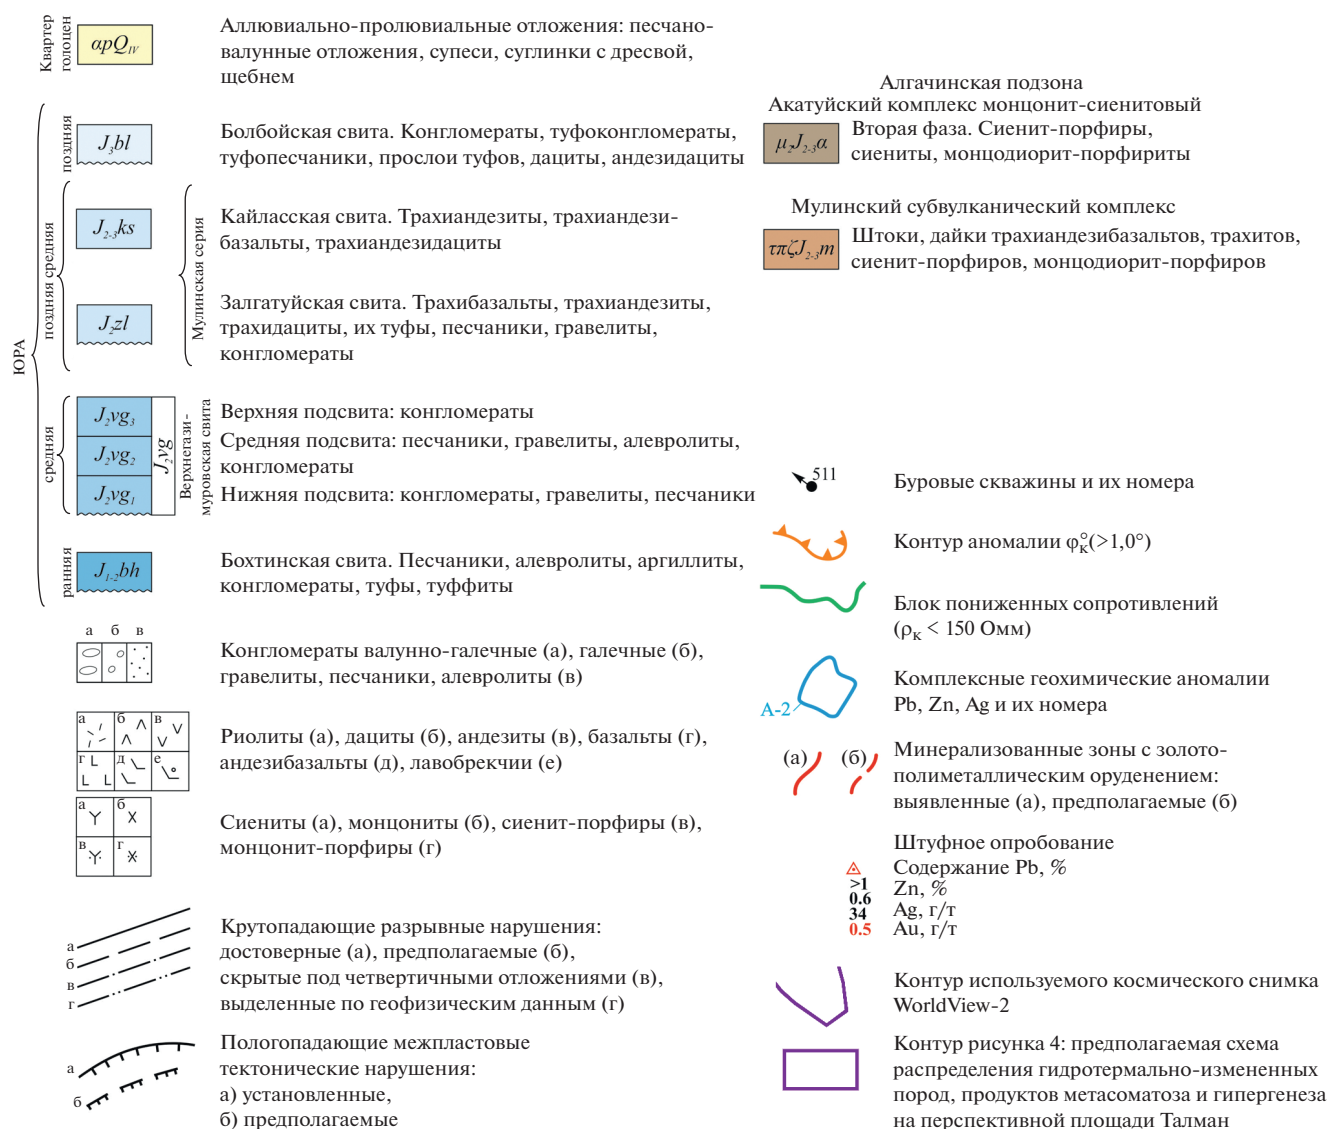 Квартер
голоцен
αpQIV
Аллювиально-пролювиальные отложения: песчано-
валунные отложения, супеси, суглинки с дресвой,
щебнем
ЮРА
поздняя
J3bl
Болбойская свита. Конгломераты, туфоконгломераты,
туфопесчаники, прослои туфов, дациты, андезидациты
поздняя средняя
J2-3ks
Мулинская серия
Кайласская свита. Трахиандезиты, трахиандези-
базальты, трахиандезидациты
J2zl
Залгатуйская свита. Трахибазальты, трахиандезиты,
трахидациты, их туфы, песчаники, гравелиты,
конгломераты
средняя
J2vg3
J2vg2
J2vg1
J2vg
Верхнегази-
муровская свита
Верхняя подсвита: конгломераты
Средняя подсвита: песчаники, гравелиты, алевролиты,
конгломераты
Нижняя подсвита: конгломераты, гравелиты, песчаники
ранняя
J1-2bh
Бохтинская свита. Песчаники, алевролиты, аргиллиты,
конгломераты, туфы, туффиты
а б в
Конгломераты валунно-галечные (а), галечные (б),
гравелиты, песчаники, алевролиты (в)
а б в
г д е
Риолиты (а), дациты (б), андезиты (в), базальты (г),
андезибазальты (д), лавобрекчии (е)
а б
в г
Сиениты (а), монцониты (б), сиенит-порфиры (в),
монцонит-порфиры (г)
а
б
в
г
Крутопадающие разрывные нарушения:
достоверные (а), предполагаемые (б),
скрытые под четвертичными отложениями (в),
выделенные по геофизическим данным (г)
а
б
Пологопадающие межпластовые
тектонические нарушения:
а) установленные,
б) предполагаемые
Алгачинская подзона
Акатуйский комплекс монцонит-сиенитовый
μ2J2-3α
Вторая фаза. Сиенит-порфиры,
сиениты, монцодиорит-порфириты
Мулинский субвулканический комплекс
τπζJ2-3m
Штоки, дайки трахиандезибазальтов, трахитов,
сиенит-порфиров, монцодиорит-порфиров
511
Буровые скважины и их номера
Контур аномалии φк°(>1,0°)
Блок пониженных сопротивлений
(ρк < 150 Омм)
А-2
Комплексные геохимические аномалии
Pb, Zn, Ag и их номера
(а) (б)
Минерализованные зоны с золото-
полиметаллическим оруденением:
выявленные (а), предполагаемые (б)
Штуфное опробование
Содержание Pb, %
>1 Zn, %
0.6
34 Ag, г/т
0.5 Au, г/т
Контур используемого космического снимка
WorldView-2
Контур рисунка 4: предполагаемая схема
распределения гидротермально-измененных
пород, продуктов метасоматоза и гипергенеза
на перспективной площади Талман